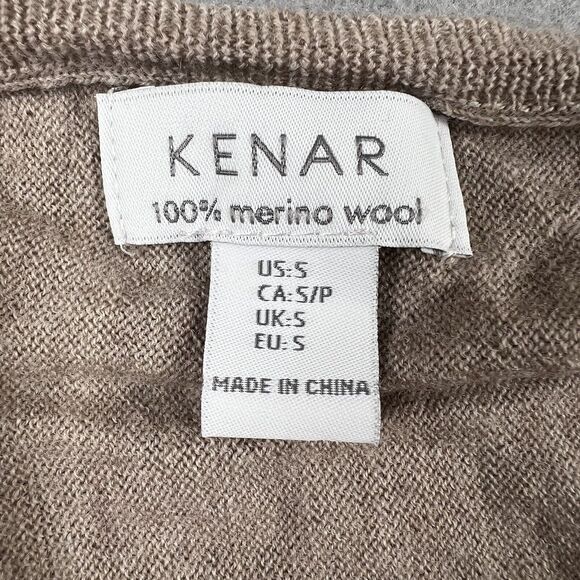 KENAR
100% merino wool
US:S
CA:S/P
UK:S
EU:S
MADE IN CHINA